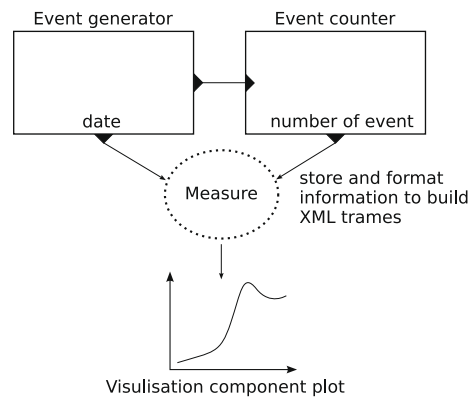 Event generator
Event counter
date
number of event
Measure
store and format
information to build
XML trames
Visulisation component plot